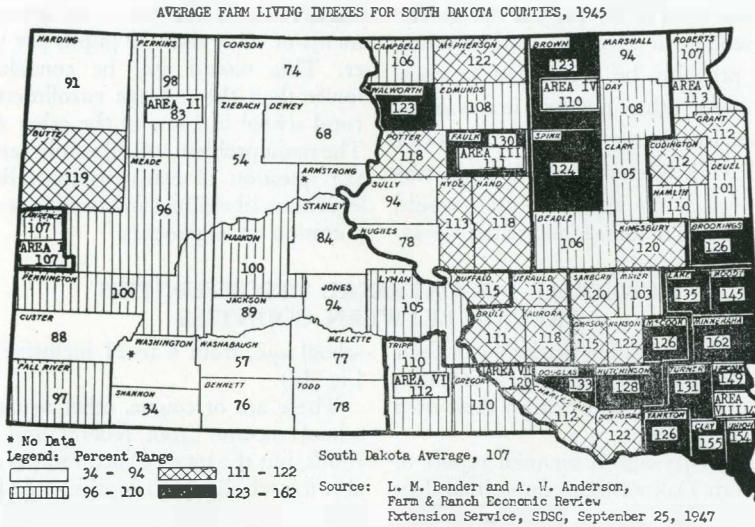 AVERAGE FARM LIVING INDEXES FOR SOUTH DAKOTA COUNTIES, 1945
HARDING 91
PERKINS 98
AREA II 83
CORSON 74
CAMPBELL 106
McPHERSON 122
BROWN 123
AREA IV 110
MARSHALL 94
ROBERTS 107
AREA V 113
WALWORTH 123
EDMUNDS 108
DAY 108
GRANT 112
BUTTE 119
ZIEBACH 54
DEWEY 68
POTTER 118
FAULK 130
AREA III 111
SPINK 124
CLARK 105
CODINGTON 112
DEUEL 101
HAMLIN 110
MEADE 96
ARMSTRONG *
SULLY 94
HYDE 113
HAND 118
LAWRENCE 107
AREA I 107
HAAKON 100
STANLEY 84
HUGHES 78
BEADLE 106
KINGSBURY 120
BROOKINGS 126
PENNINGTON 100
JACKSON 89
JONES 94
LYMAN 105
BUFFALO 115
JERAULD 113
SANBORN 120
MINER 103
LAKE 135
MOODY 145
CUSTER 88
WASHINGTON *
WASHABAUGH 57
MELLETTE 77
TRIPP 110
AREA VI 112
BRULE 111
AURORA 118
DAVISON 115
HANSON 122
McCOOK 126
MINNEHAHA 162
FALL RIVER 97
SHANNON 34
BENNETT 76
TODD 78
GREGORY 110
AREA VII 120
DOUGLAS 133
HUTCHINSON 128
TURNER 131
LINCOLN 149
AREA VIII
CHARLES MIX 112
BON HOMME 122
YANKTON 126
CLAY 155
UNION 154
* No Data
Legend: Percent Range
34 - 94
111 - 122
96 - 110
123 - 162
South Dakota Average, 107
Source: L. M. Bender and A. W. Anderson,
Farm & Ranch Economic Review
Extension Service, SDSC, September 25, 1947